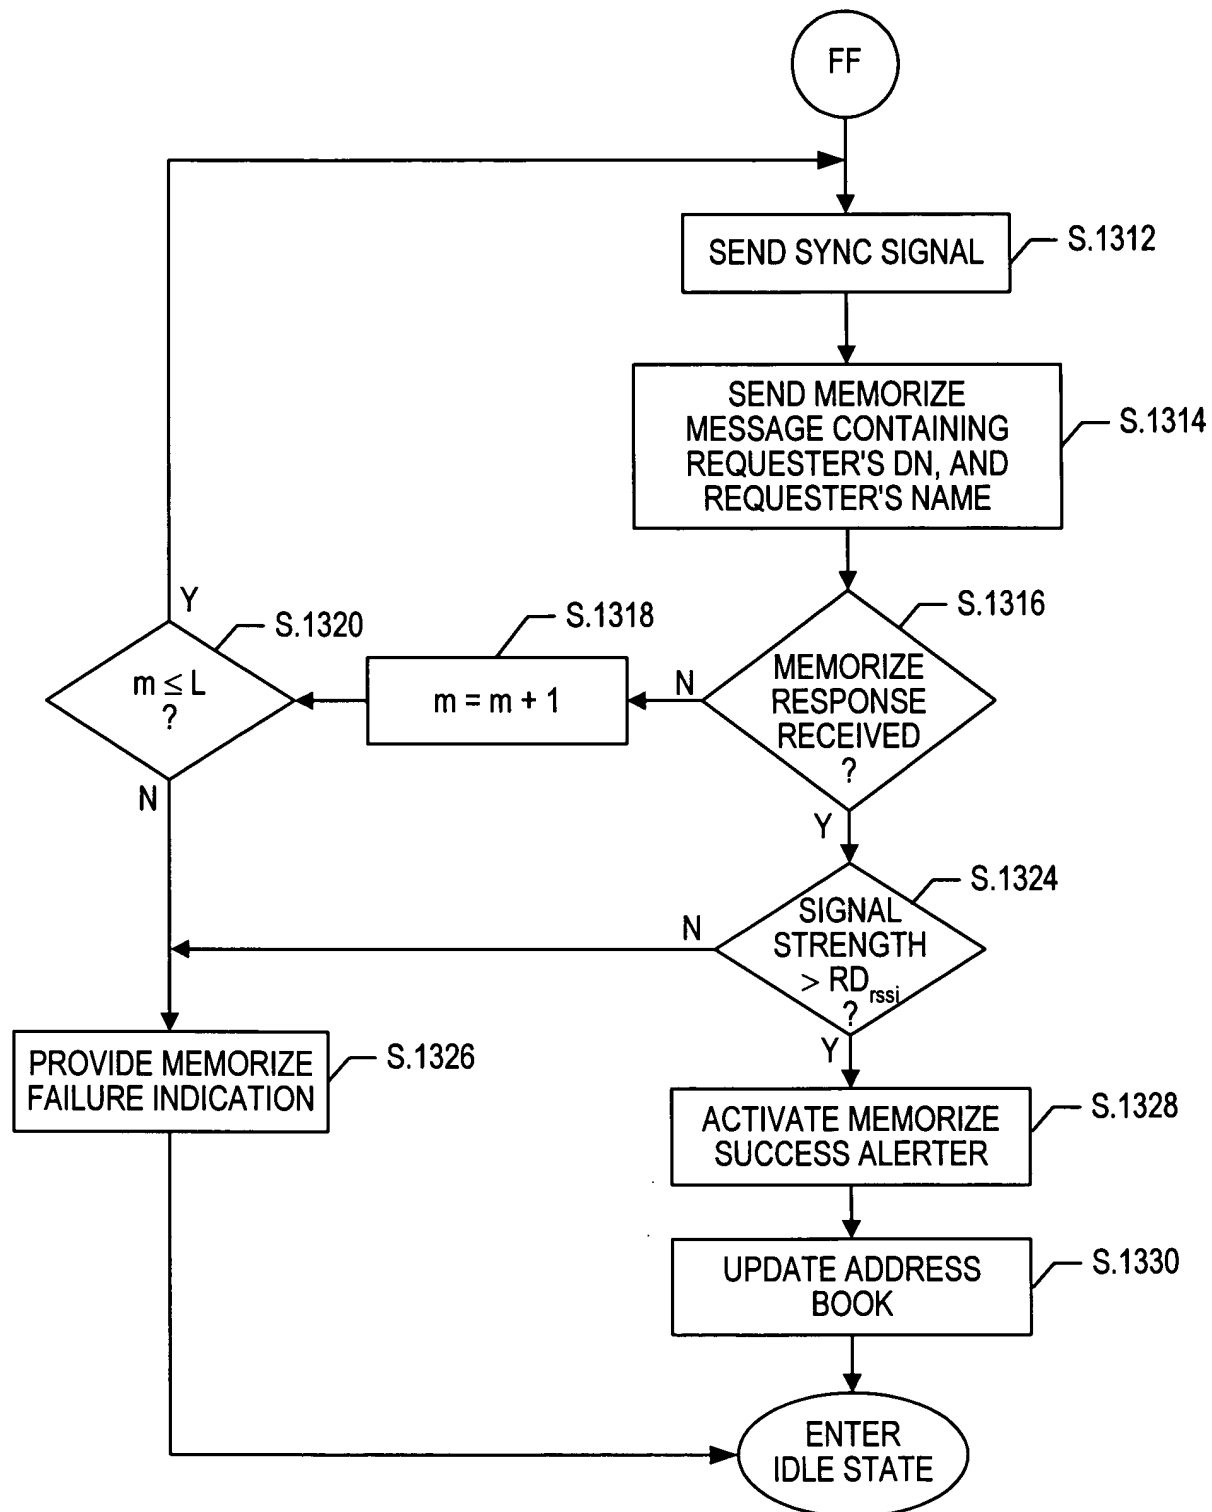 FF
SEND SYNC SIGNAL
S.1312
SEND MEMORIZE
MESSAGE CONTAINING
REQUESTER'S DN, AND
REQUESTER'S NAME
S.1314
Y
S.1320
m ≤ L
?
N
S.1318
m = m + 1
N
S.1316
MEMORIZE
RESPONSE
RECEIVED
?
Y
S.1324
SIGNAL
STRENGTH
> RDrssi
?
N
Y
PROVIDE MEMORIZE
FAILURE INDICATION
S.1326
ACTIVATE MEMORIZE
SUCCESS ALERTER
S.1328
UPDATE ADDRESS
BOOK
S.1330
ENTER
IDLE STATE